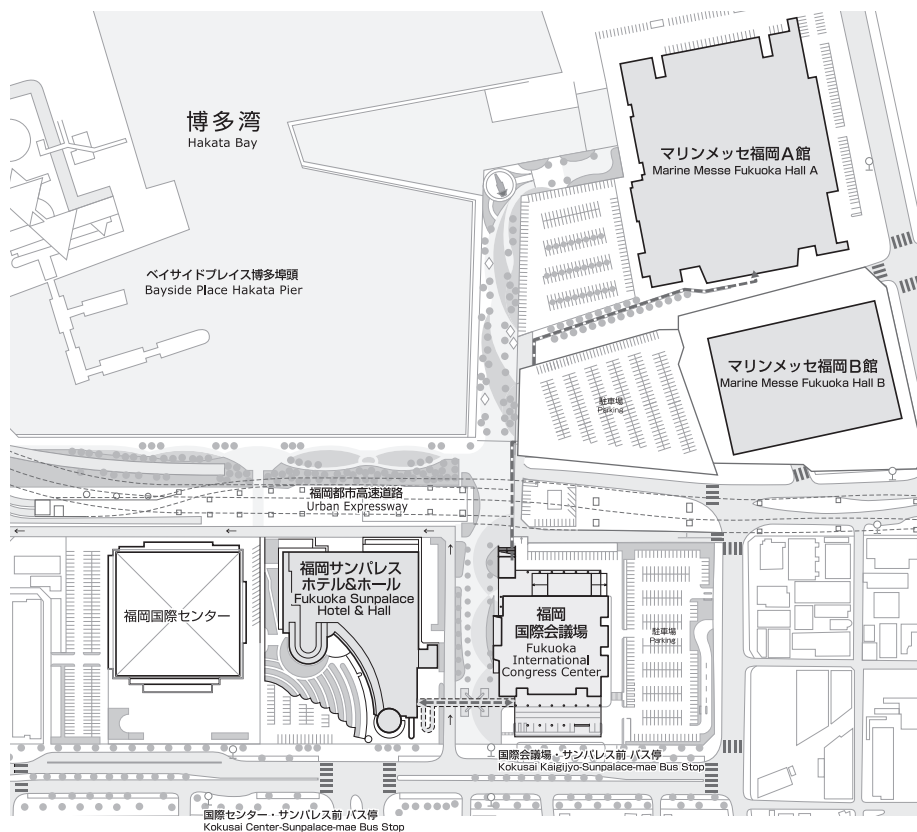 博多湾
Hakata Bay
マリンメッセ福岡A館
Marine Messe Fukuoka Hall A
ベイサイドプレイス博多埠頭
Bayside Place Hakata Pier
マリンメッセ福岡B館
Marine Messe Fukuoka Hall B
駐車場
Parking
福岡都市高速道路
Urban Expressway
福岡国際センター
福岡サンパレス
ホテル&ホール
Fukuoka Sunpalace
Hotel & Hall
福岡
国際会議場
Fukuoka
International
Congress Center
駐車場
Parking
国際会議場・サンパレス前 バス停
Kokusai Kaigijyo-Sunpalace-mae Bus Stop
国際センター・サンパレス前 バス停
Kokusai Center-Sunpalace-mae Bus Stop